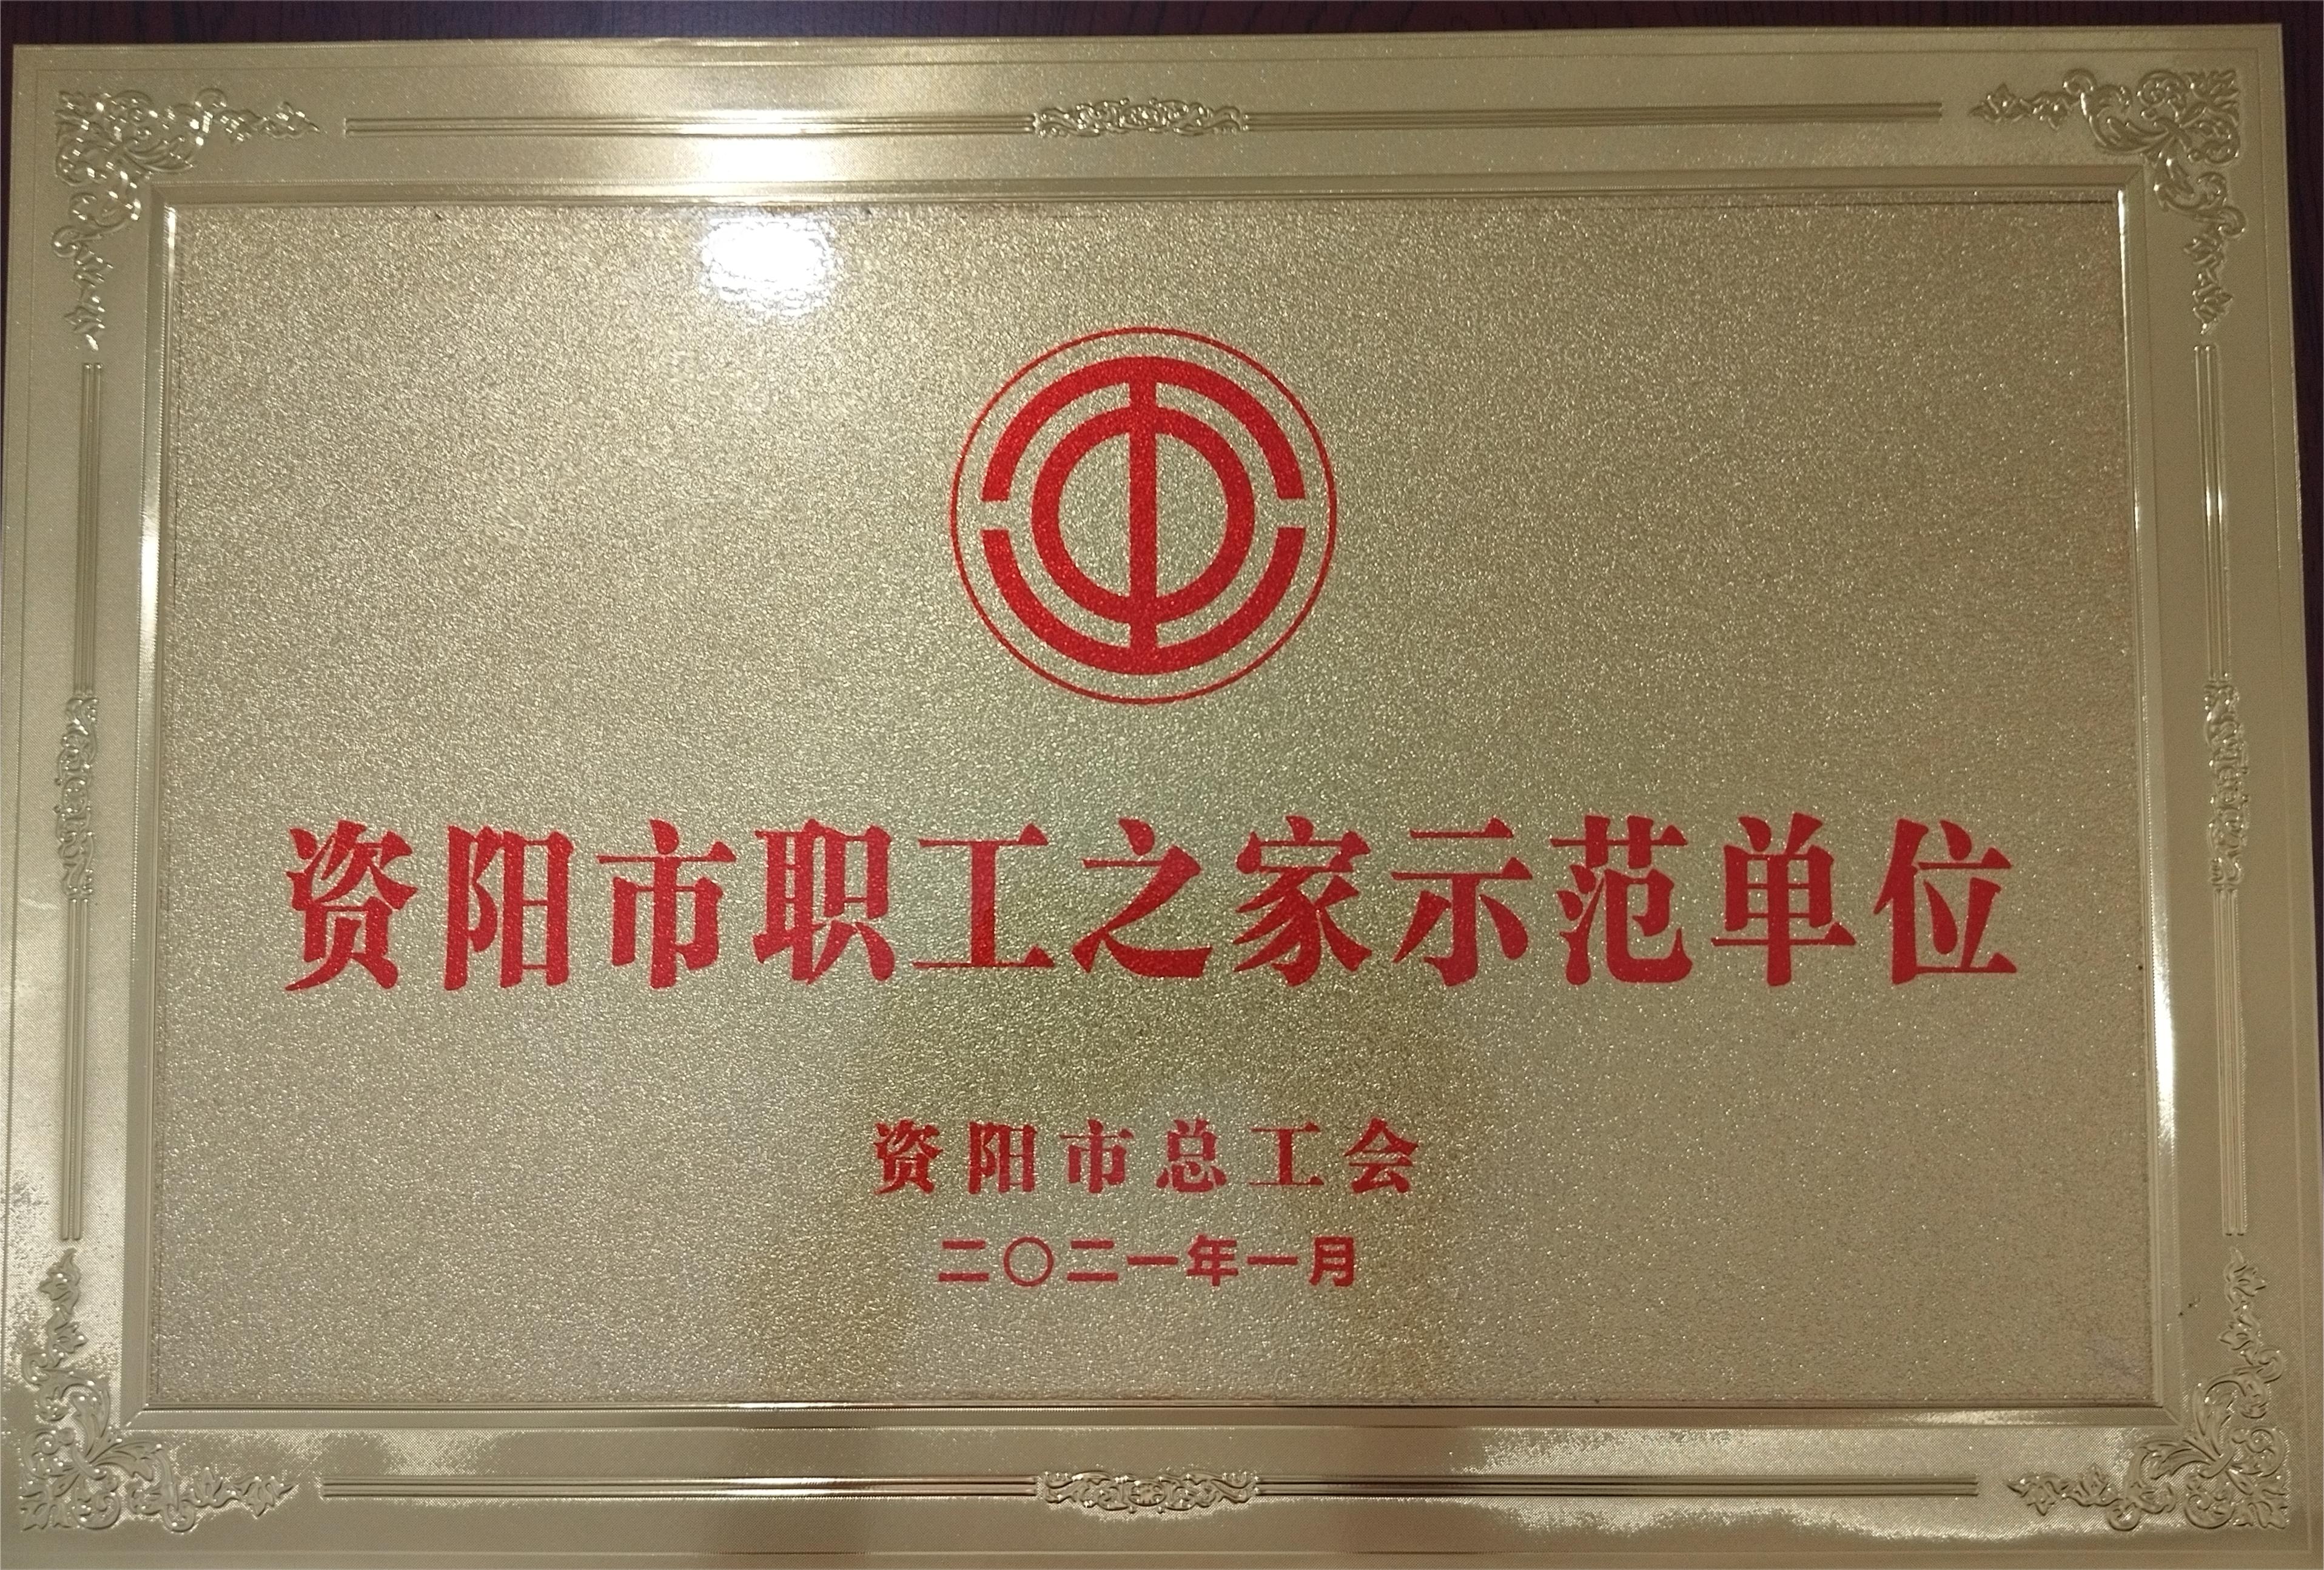 资阳市职工之家示范单位
资阳市总工会
二〇二一年一月